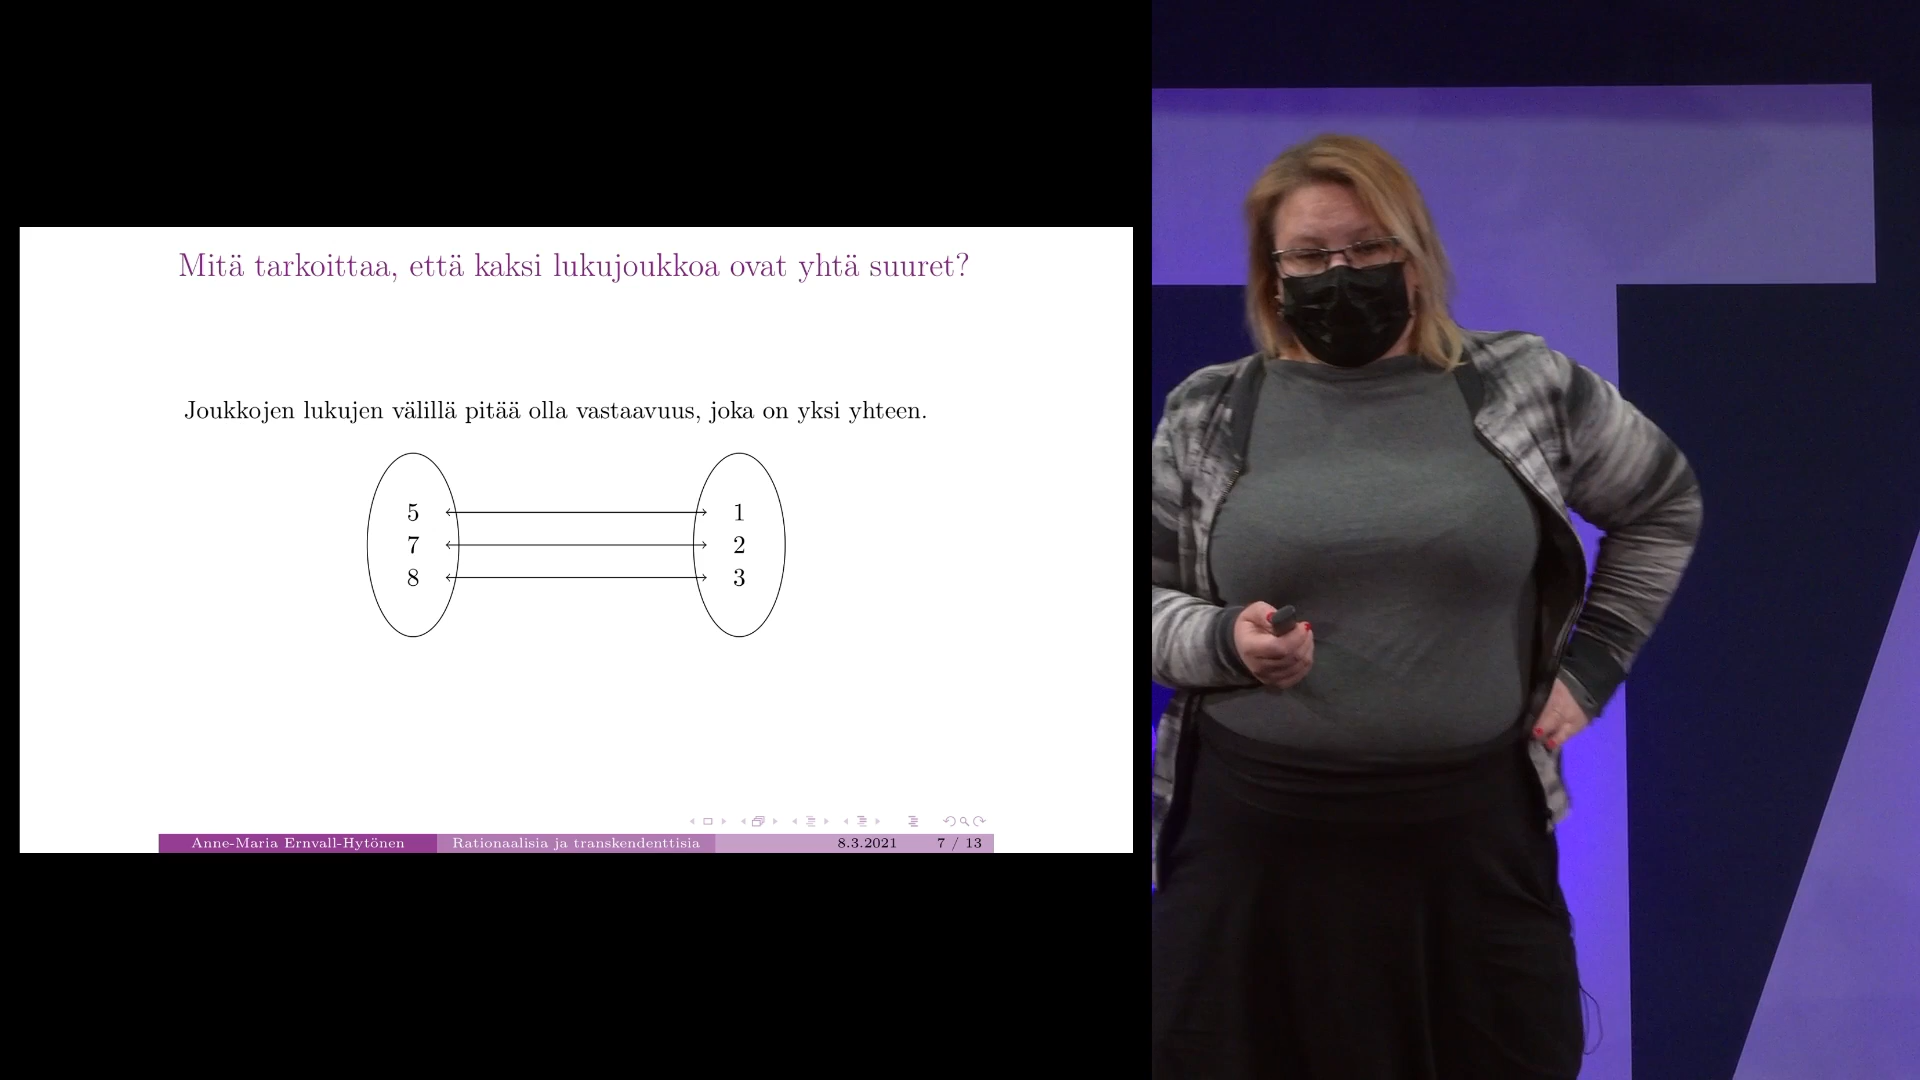 Mitä tarkoittaa, että kaksi lukujoukkoa ovat yhtä suuret?
Joukkojen lukujen välillä pitää olla vastaavuus, joka on yksi yhteen.
5 1
7 2
8 3
Anne-Maria Ernvall-Hytönen Rationaalisia ja transkendenttisia 8.3.2021 7 / 13